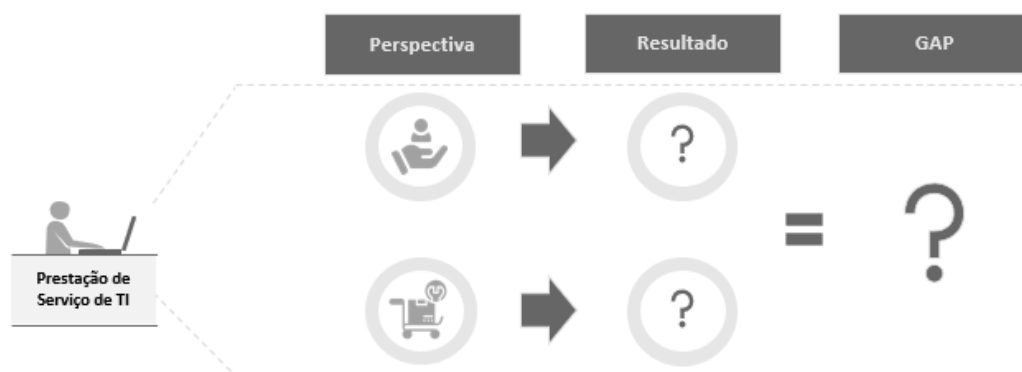 Perspectiva
Resultado
GAP
?
?
?
=
Prestação de
Serviço de TI